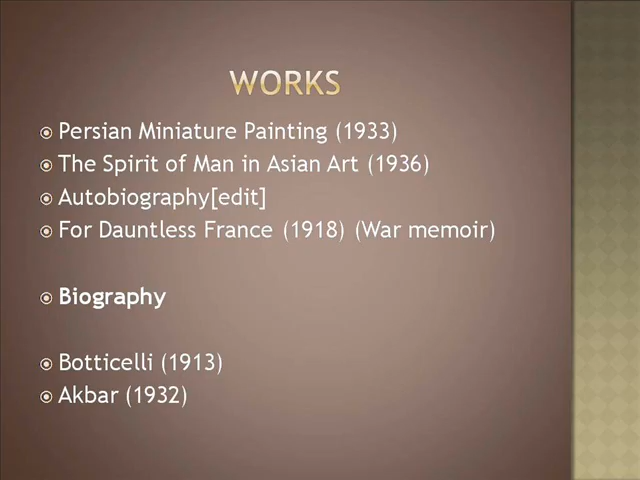 WORKS
Persian Miniature Painting (1933)
The Spirit of Man in Asian Art (1936)
Autobiography[edit]
For Dauntless France (1918) (War memoir)
Biography
Botticelli (1913)
Akbar (1932)